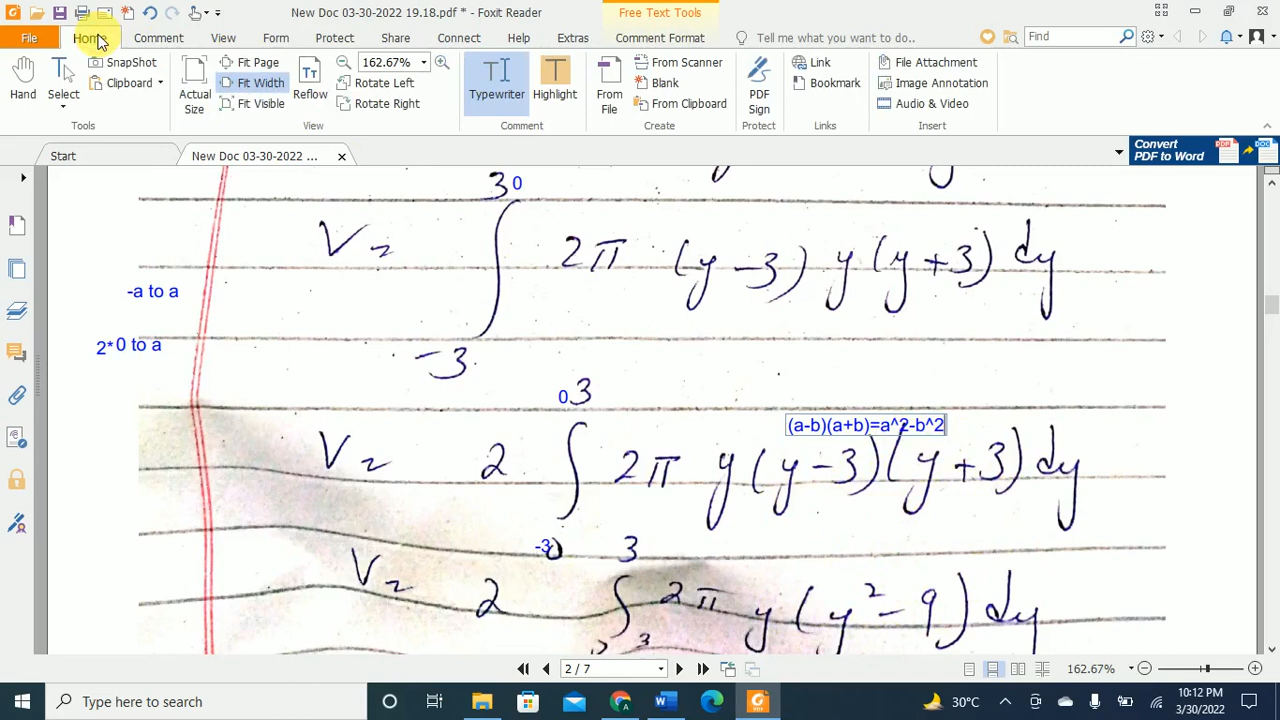 New Doc 03-30-2022 19.18.pdf * - Foxit Reader
Free Text Tools
File Home Comment View Form Protect Share Connect Help Extras Comment Format Tell me what you want to do.. Find
Hand
Select
SnapShot
Clipboard
Tools
Actual Size
Fit Page
Fit Width
Fit Visible
Reflow
162.67%
Rotate Left
Rotate Right
View
Typewriter
Highlight
Comment
From File
From Scanner
Blank
From Clipboard
Create
PDF Sign
Protect
Link
Bookmark
Links
File Attachment
Image Annotation
Audio & Video
Insert
Start
New Doc 03-30-2022 ...
Convert PDF to Word
3 0
V = ∫ 2π (y - 3) y (y + 3) dy
-3
-a to a
2* 0 to a
0 3
(a-b)(a+b)=a^2-b^2
V = 2 ∫ 2π y (y - 3)(y + 3) dy
-3 0
3
V = 2 ∫ 2π y (y² - 9) dy
3
2 / 7
162.67%
Type here to search
30°C
10:12 PM
3/30/2022